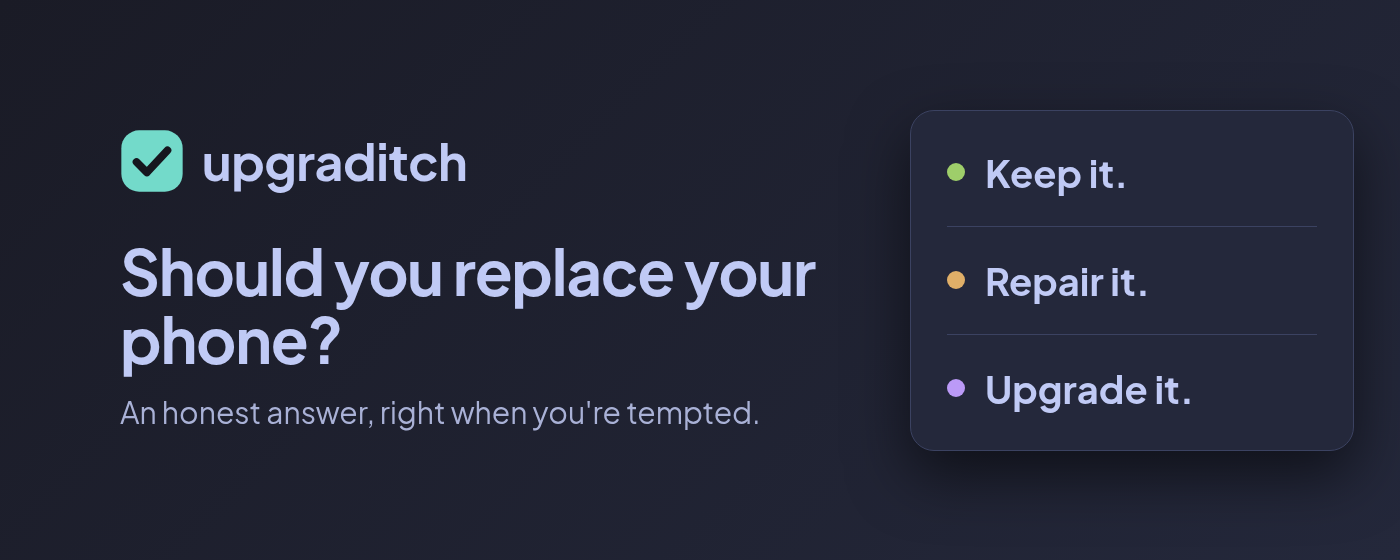 upgraditch
Should you replace your
phone?
An honest answer, right when you're tempted.
Keep it.
Repair it.
Upgrade it.